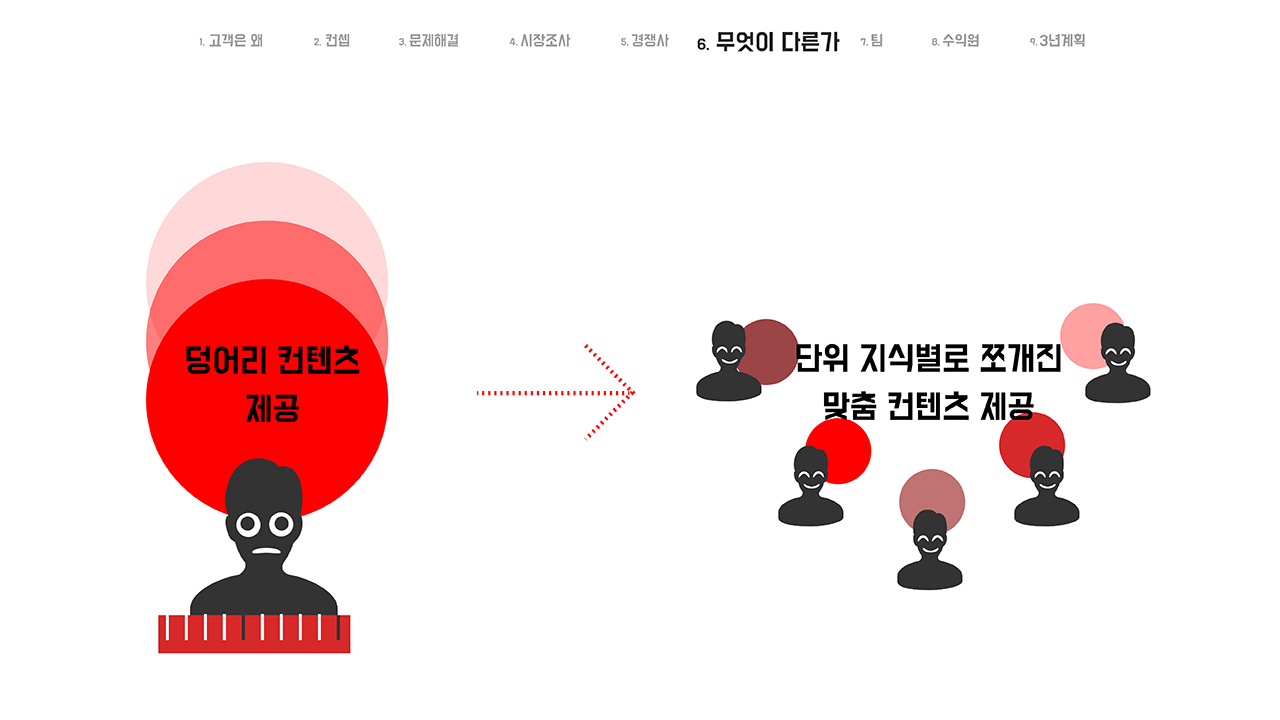 1. 고객은 왜 2. 컨셉 3. 문제해결 4. 시장조사 5. 경쟁사 6. 무엇이 다른가 7. 팀 8. 수익원 9. 3년계획
덩어리 컨텐츠
제공
단위 지식별로 쪼개진
맞춤 컨텐츠 제공